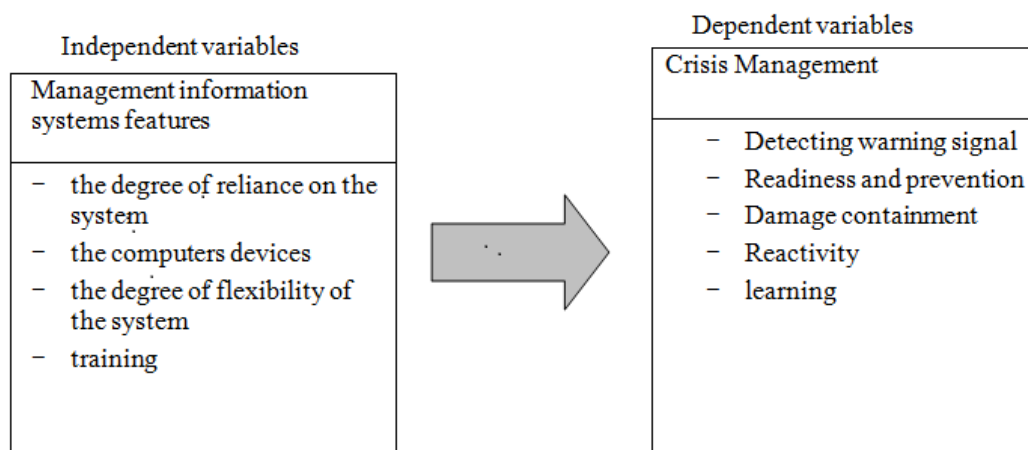 Independent variables
Management information
systems features
− the degree of reliance on the
system
− the computers devices
− the degree of flexibility of
the system
− training
Dependent variables
Crisis Management
− Detecting warning signal
− Readiness and prevention
− Damage containment
− Reactivity
− learning